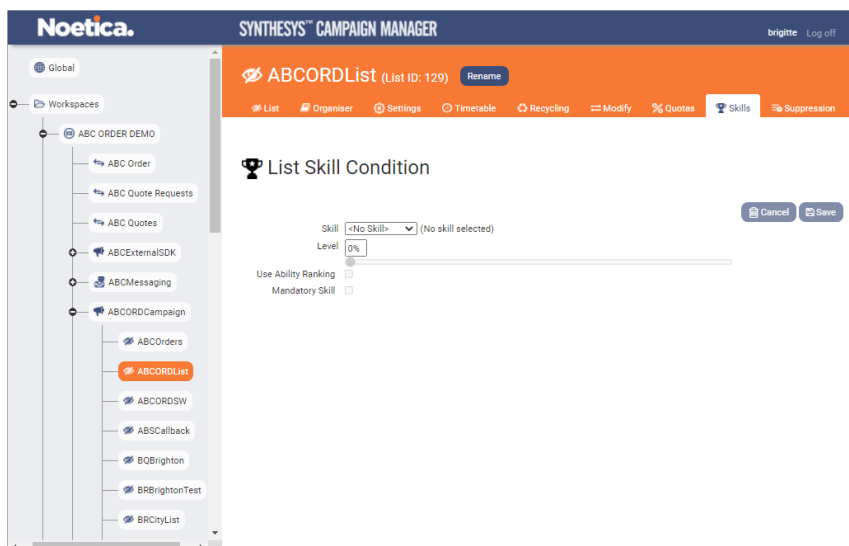 Noetica.
SYNTHESYS™ CAMPAIGN MANAGER
brigitte Log off
Global
Workspaces
ABC ORDER DEMO
ABC Order
ABC Quote Requests
ABC Quotes
ABCExternalSDK
ABCMessaging
ABCORDCampaign
ABCOrders
ABCORDList
ABCORDSW
ABSCallback
BQBrighton
BRBrightonTest
BRCityList
ABCORDList (List ID: 129) Rename
List Organiser Settings Timetable Recycling Modify Quotas Skills Suppression
List Skill Condition
Cancel Save
Skill <No Skill> (No skill selected)
Level 0%
Use Ability Ranking
Mandatory Skill